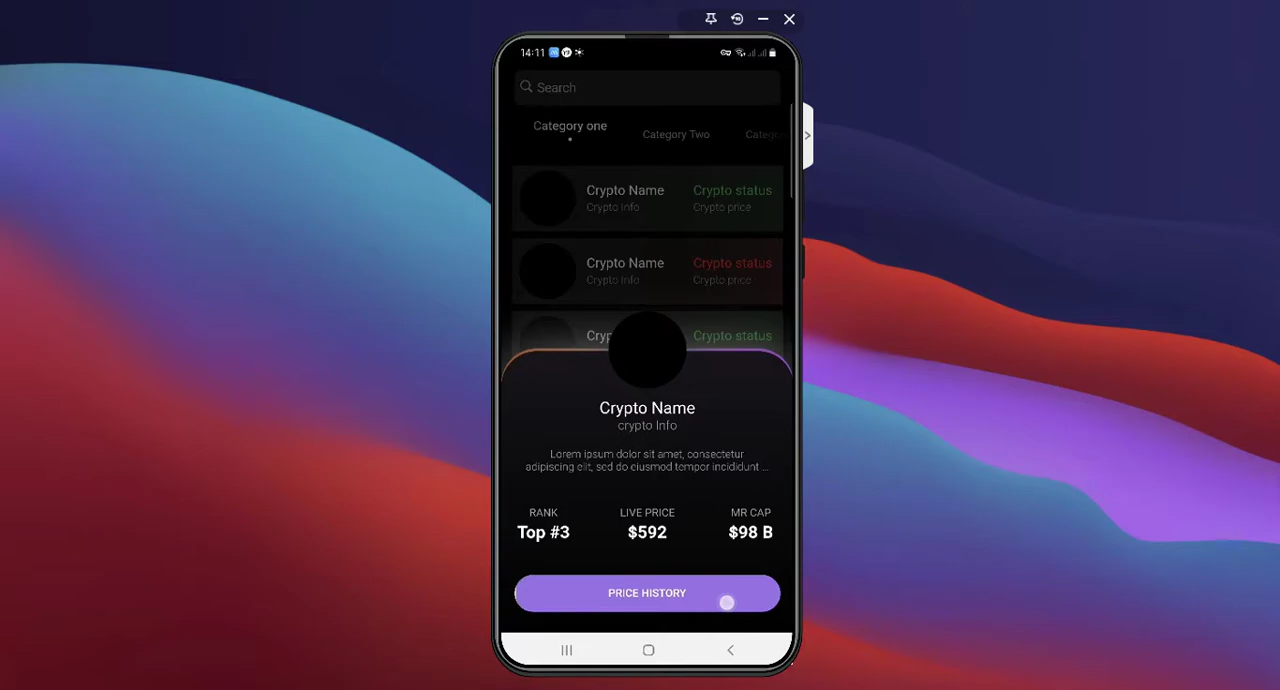 14:11
Search
Category one
Category Two
Category
Crypto Name
Crypto status
Crypto Info
Crypto price
Crypto Name
Crypto status
Crypto Info
Crypto price
Cryp
Crypto status
Crypto Name
crypto Info
Lorem ipsum dolor sit amet, consectetur
adipiscing elit, sed do eiusmod tempor incididunt ...
RANK
LIVE PRICE
MR CAP
Top #3
$592
$98 B
PRICE HISTORY